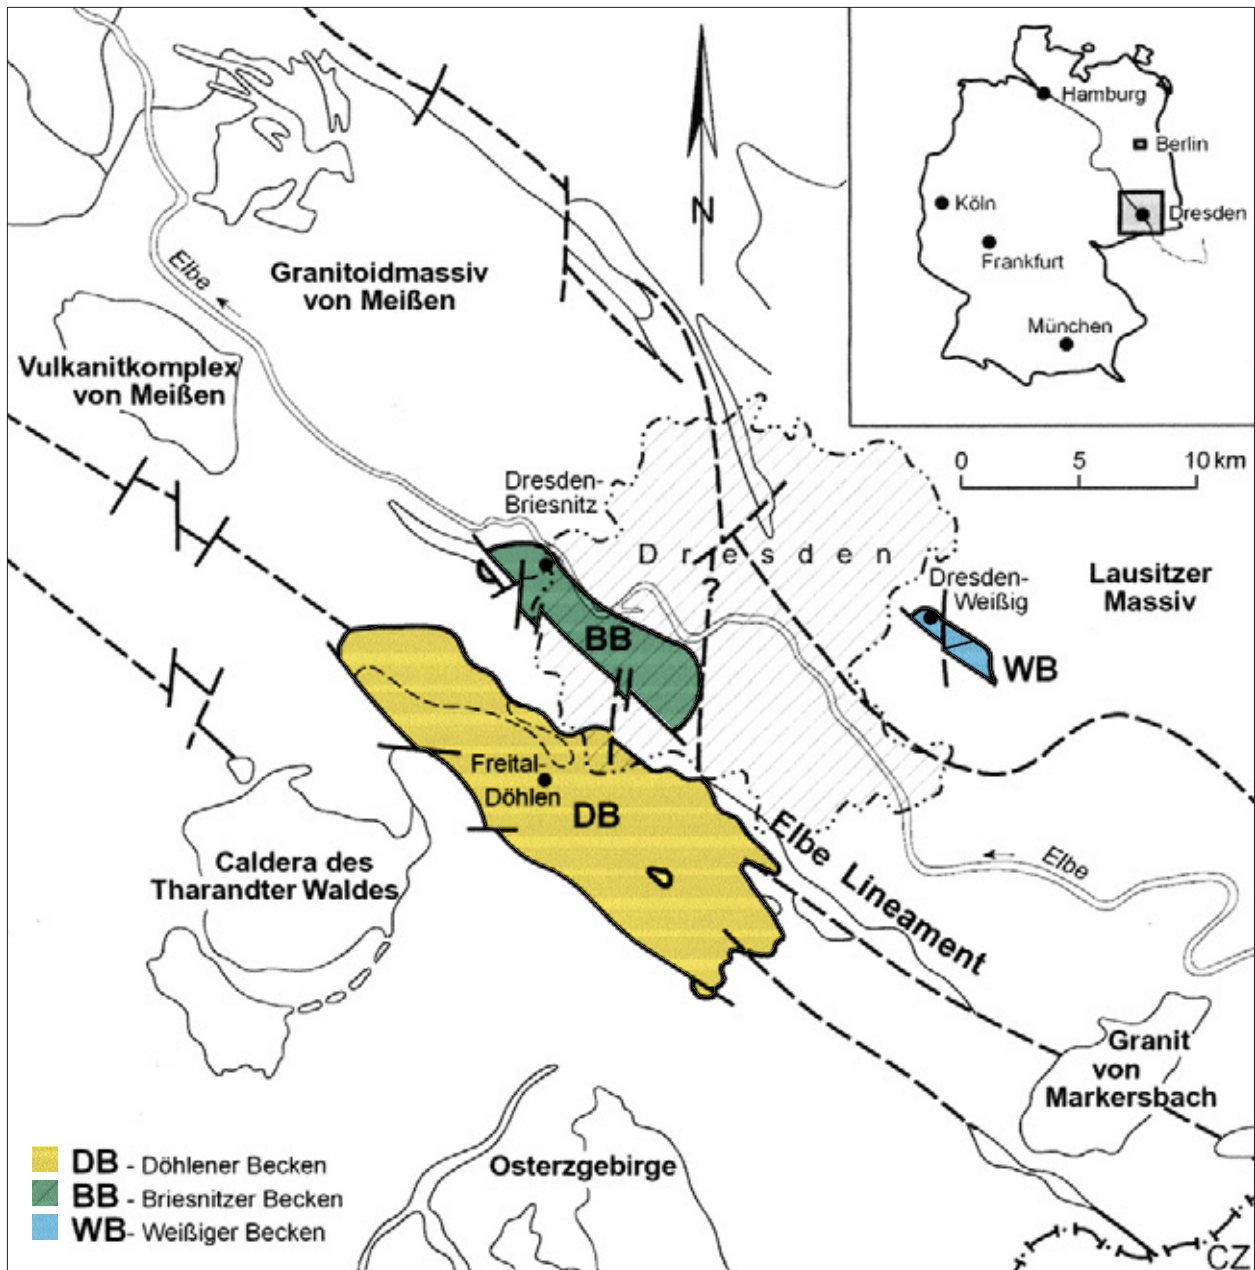 Hamburg
Berlin
Köln
Dresden
Frankfurt
München
N
0 5 10 km
Elbe
Granitoidmassiv
von Meißen
Vulkanitkomplex
von Meißen
Dresden-
Briesnitz
Dresden
?
Dresden-
Weißig
Lausitzer
Massiv
BB
WB
Freital-
Döhlen
DB
Elbe Lineament
Elbe
Caldera des
Tharandter Waldes
Granit
von
Markersbach
Osterzgebirge
CZ
DB - Döhlener Becken
BB - Briesnitzer Becken
WB - Weißiger Becken